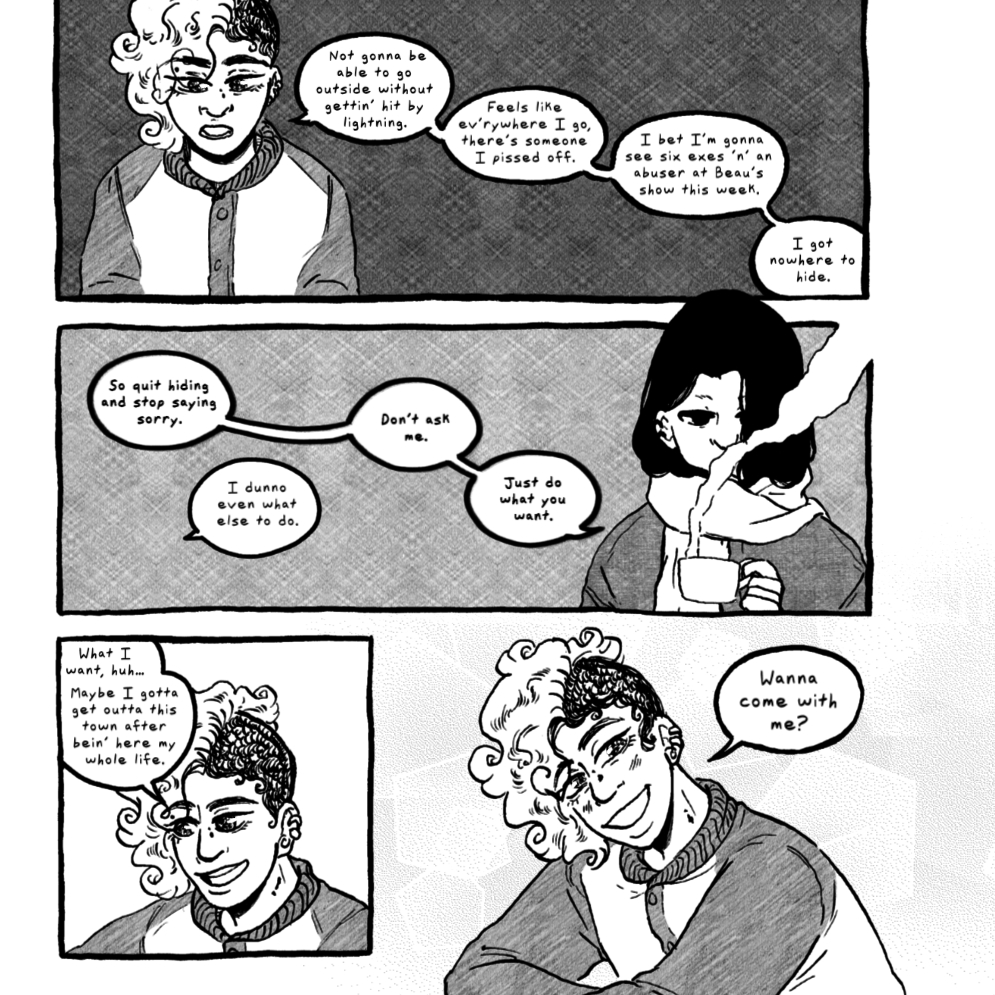 Not gonna be
able to go
outside without
gettin' hit by
lightning.
Feels like
ev'rywhere I go,
there's someone
I pissed off.
I bet I'm gonna
see six exes 'n' an
abuser at Beau's
show this week.
I got
nowhere to
hide.
So quit hiding
and stop saying
sorry.
Don't ask
me.
Just do
what you
want.
I dunno
even what
else to do.
What I
want, huh...
Maybe I gotta
get outta this
town after
bein' here my
whole life.
Wanna
come with
me?